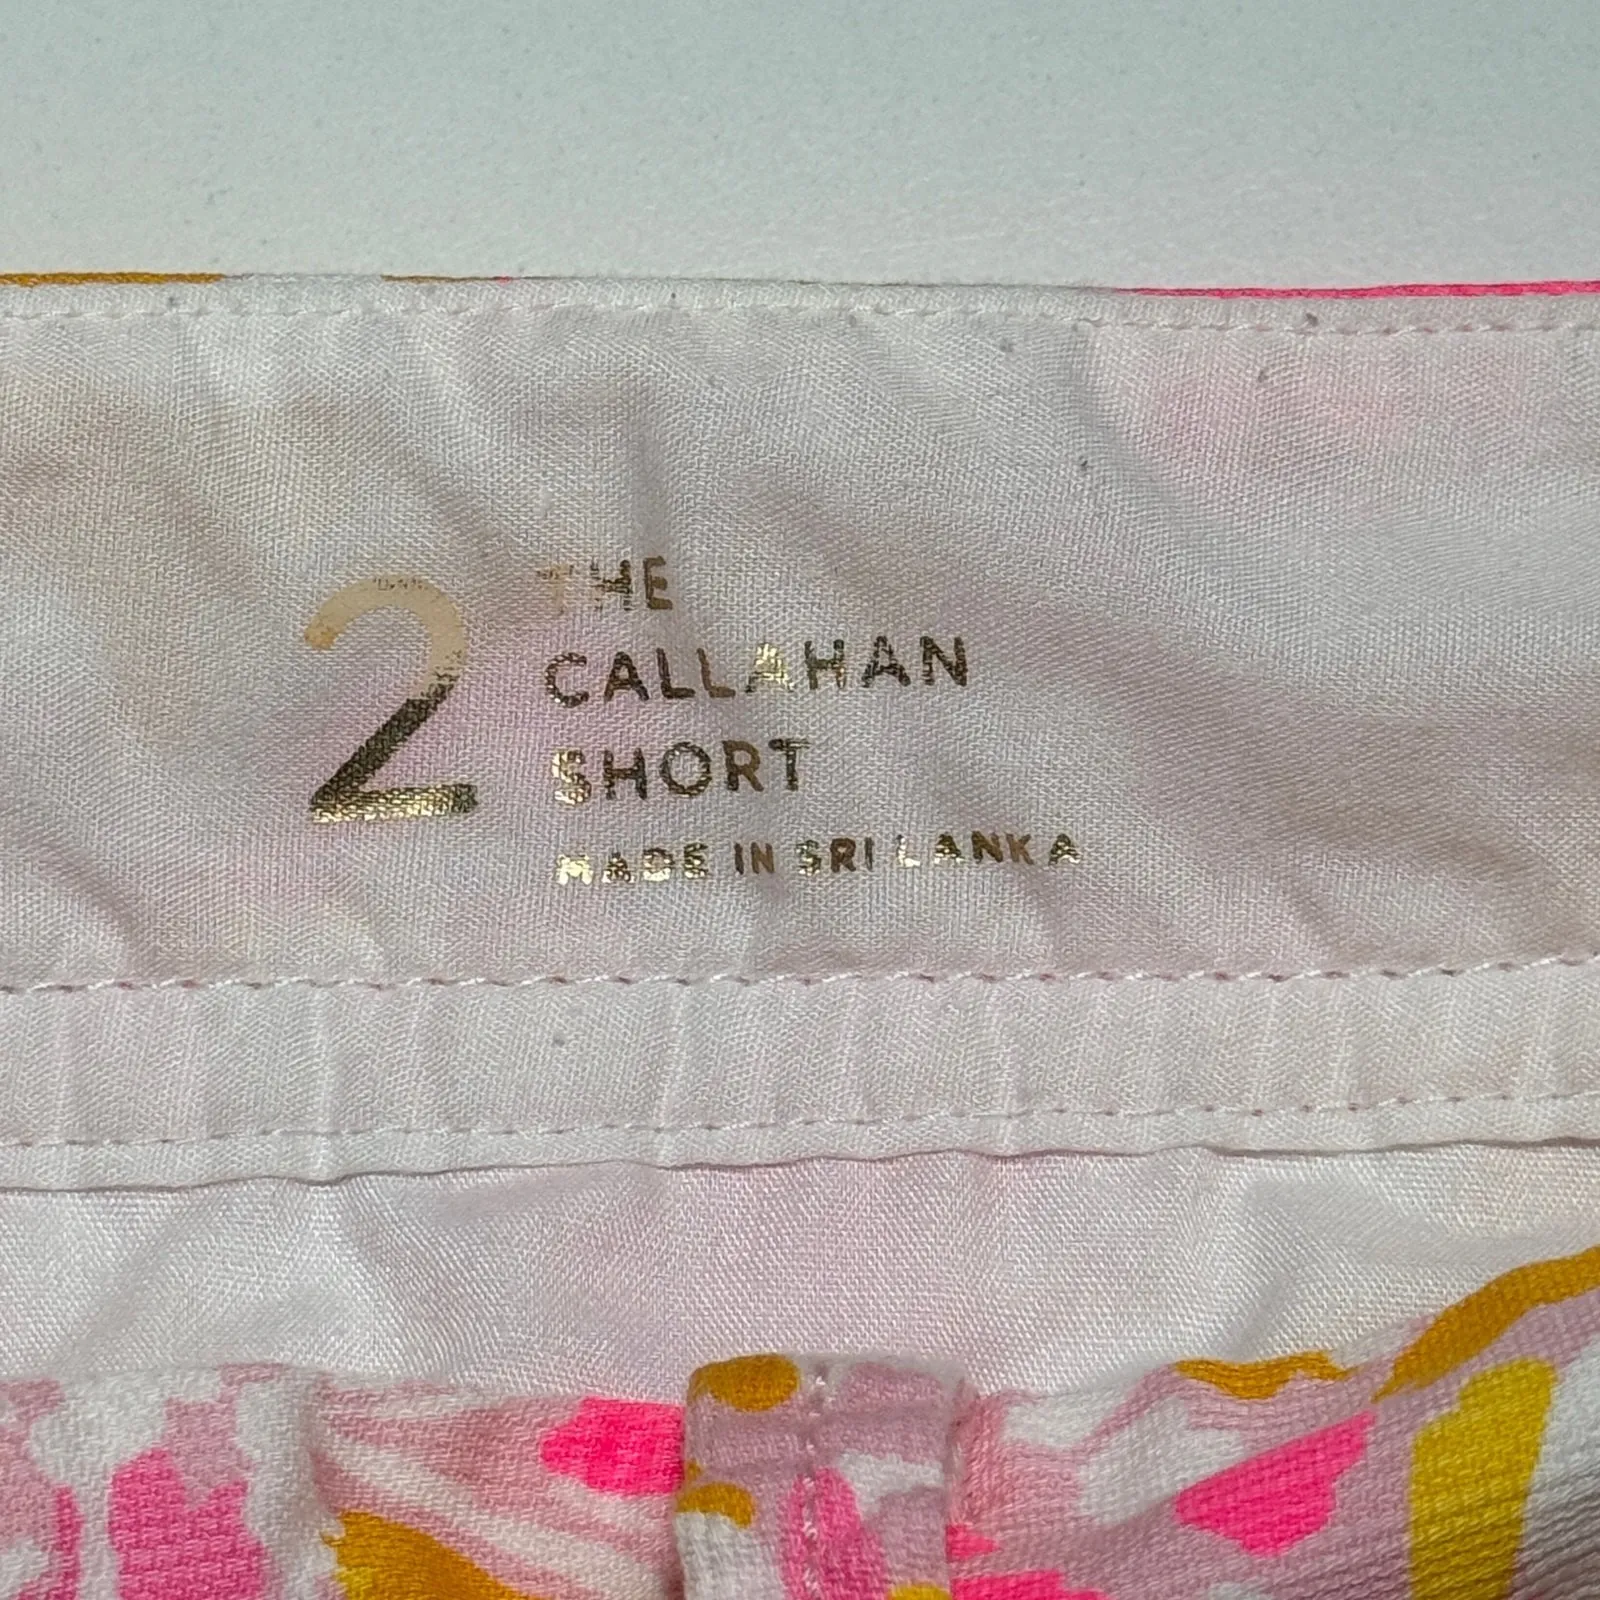 2
THE
CALLAHAN
SHORT
MADE IN SRI LANKA